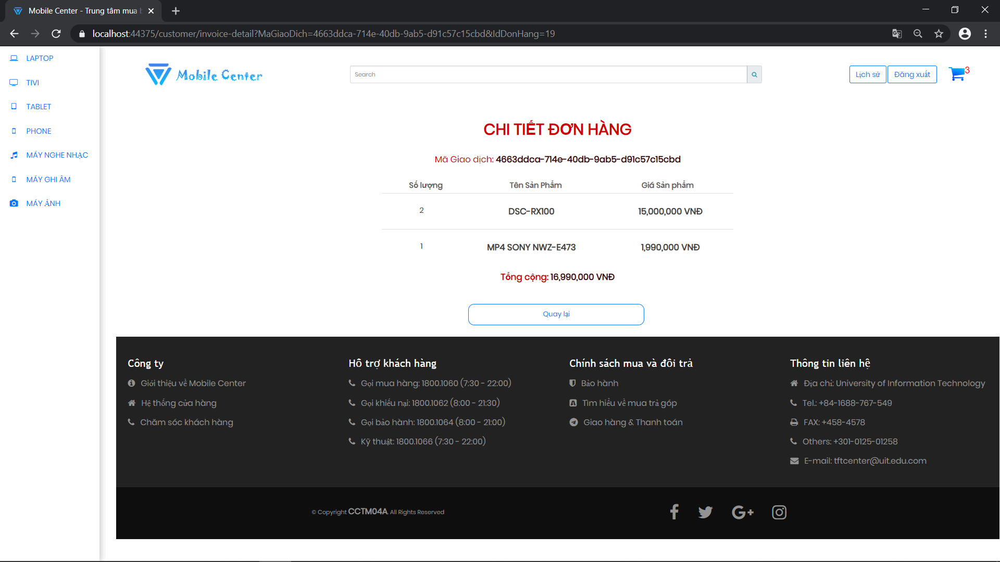 Mobile Center - Trung tâm mua b
localhost:44375/customer/invoice-detail?MaGiaoDich=4663ddca-714e-40db-9ab5-d91c57c15cbd&IdDonHang=19
LAPTOP
TIVI
TABLET
PHONE
MÁY NGHE NHẠC
MÁY GHI ÂM
MÁY ẢNH
Mobile Center
Search
Lịch sử
Đăng xuất
3
CHI TIẾT ĐƠN HÀNG
Mã Giao dịch: 4663ddca-714e-40db-9ab5-d91c57c15cbd
Số lượng Tên Sản Phẩm Giá Sản phẩm
2 DSC-RX100 15,000,000 VNĐ
1 MP4 SONY NWZ-E473 1,990,000 VNĐ
Tổng cộng: 16,990,000 VNĐ
Quay lại
Công ty
Giới thiệu về Mobile Center
Hệ thống cửa hàng
Chăm sóc khách hàng
Hỗ trợ khách hàng
Gọi mua hàng: 1800.1060 (7:30 - 22:00)
Gọi khiếu nại: 1800.1062 (8:00 - 21:30)
Gọi bảo hành: 1800.1064 (8:00 - 21:00)
Kỹ thuật: 1800.1066 (7:30 - 22:00)
Chính sách mua và đổi trả
Bảo hành
Tìm hiểu về mua trả góp
Giao hàng & Thanh toán
Thông tin liên hệ
Địa chỉ: University of Information Technology
Tel.: +84-1688-767-549
FAX: +458-4578
Others: +301-0125-01258
E-mail: tftcenter@uit.edu.com
© Copyright CCTM04A. All Rights Reserved